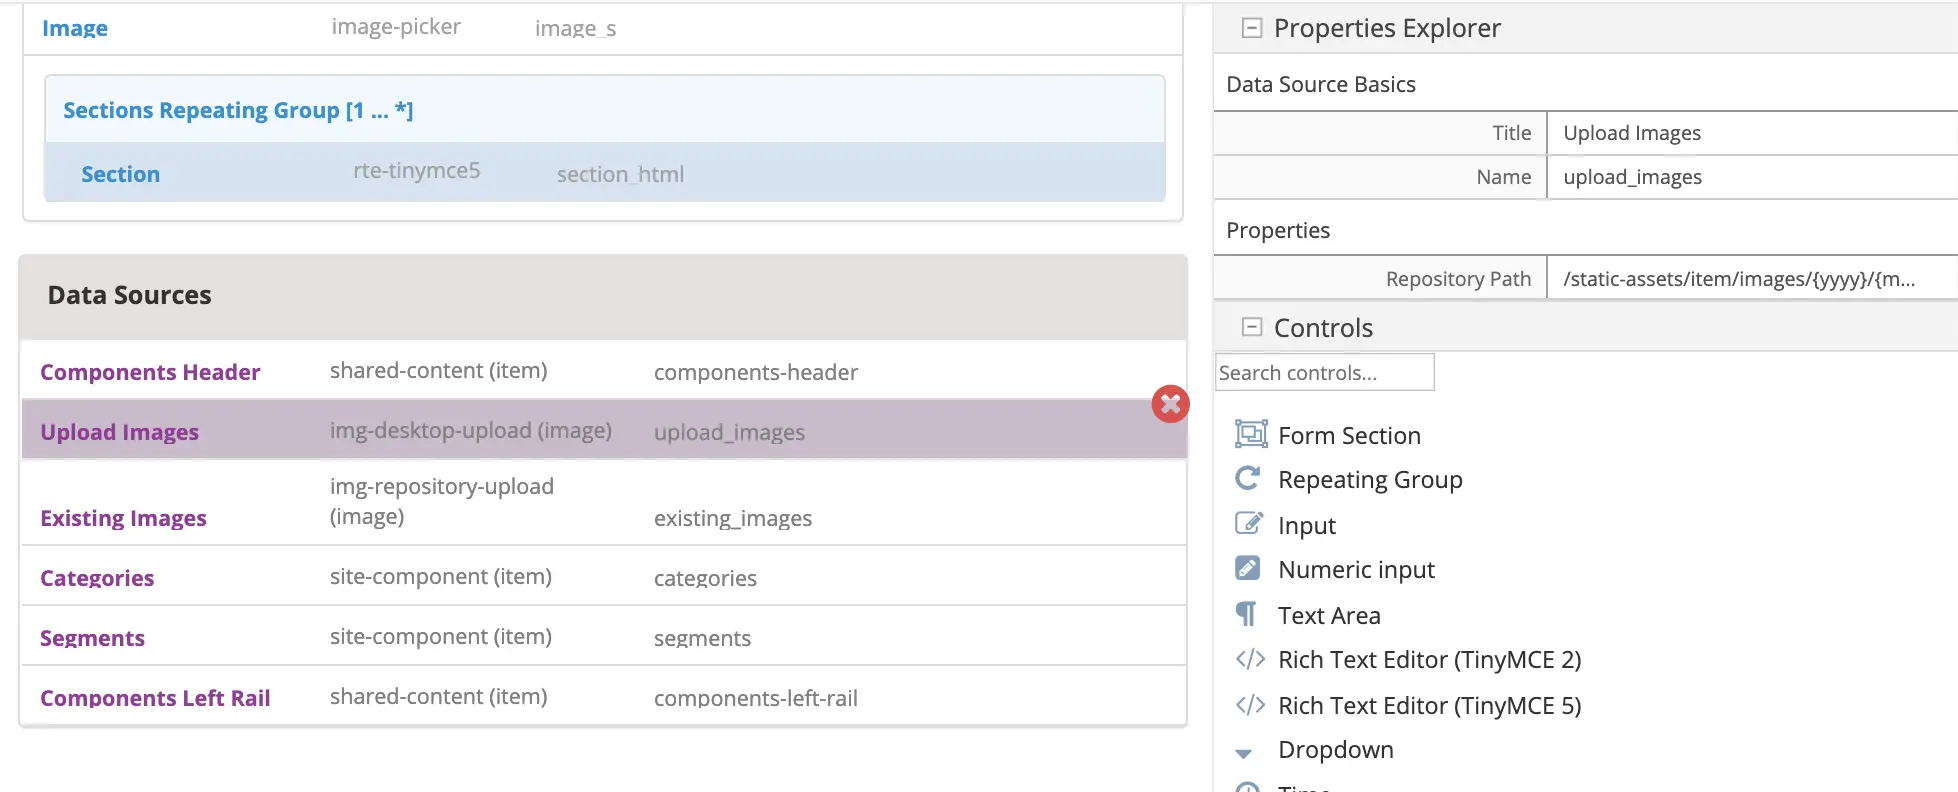 Image image-picker image_s
Sections Repeating Group [1 ... *]
Section rte-tinymce5 section_html
Data Sources
Components Header shared-content (item) components-header
Upload Images img-desktop-upload (image) upload_images
Existing Images img-repository-upload (image) existing_images
Categories site-component (item) categories
Segments site-component (item) segments
Components Left Rail shared-content (item) components-left-rail
Properties Explorer
Data Source Basics
Title Upload Images
Name upload_images
Properties
Repository Path /static-assets/item/images/{yyyy}/{m...
Controls
Search controls...
Form Section
Repeating Group
Input
Numeric input
Text Area
Rich Text Editor (TinyMCE 2)
Rich Text Editor (TinyMCE 5)
Dropdown